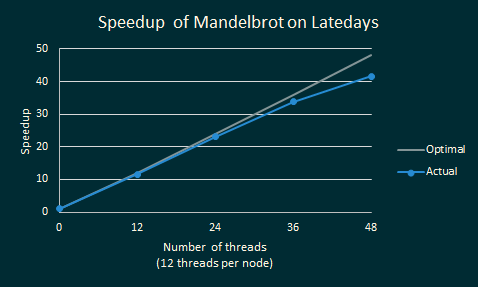 Speedup of Mandelbrot on Latedays
50
40
30
20
10
0
Speedup
0 12 24 36 48
Number of threads
(12 threads per node)
Optimal
Actual